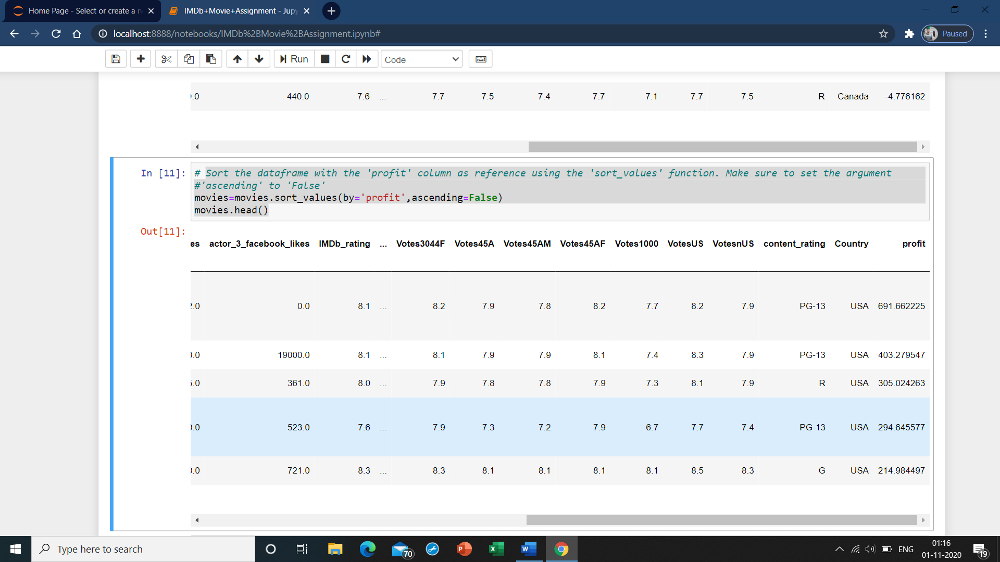 Home Page - Select or create a n
IMDb+Movie+Assignment - Jupy
localhost:8888/notebooks/IMDb%2BMovie%2BAssignment.ipynb#
Paused
Run
Code
.0 440.0 7.6 ... 7.7 7.5 7.4 7.7 7.1 7.7 7.5 R Canada -4.776162
In [11]:
# Sort the dataframe with the 'profit' column as reference using the 'sort_values' function. Make sure to set the argument
#'ascending' to 'False'
movies=movies.sort_values(by='profit',ascending=False)
movies.head()
Out[11]:
es actor_3_facebook_likes IMDb_rating ... Votes3044F Votes45A Votes45AM Votes45AF Votes1000 VotesUS VotesnUS content_rating Country profit
2.0 0.0 8.1 ... 8.2 7.9 7.8 8.2 7.7 8.2 7.9 PG-13 USA 691.662225
.0 19000.0 8.1 ... 8.1 7.9 7.9 8.1 7.4 8.3 7.9 PG-13 USA 403.279547
5.0 361.0 8.0 ... 7.9 7.8 7.8 7.9 7.3 8.1 7.9 R USA 305.024263
.0 523.0 7.6 ... 7.9 7.3 7.2 7.9 6.7 7.7 7.4 PG-13 USA 294.645577
.0 721.0 8.3 ... 8.3 8.1 8.1 8.1 8.1 8.5 8.3 G USA 214.984497
Type here to search
70
ENG
01:16
01-11-2020
19